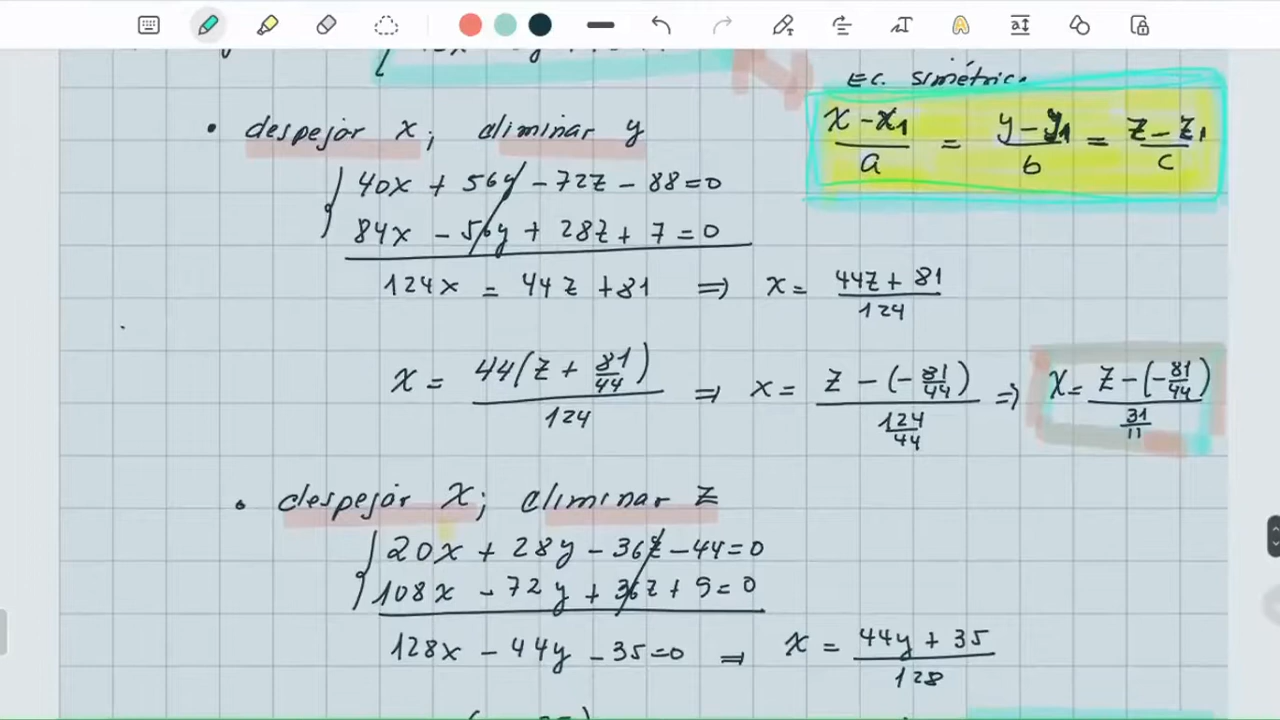 Ec. simétrica
x - x₁ / a = y - y₁ / b = z - z₁ / c
• despejar x; eliminar y
40x + 56y - 72z - 88 = 0
84x - 56y + 28z + 7 = 0
124x = 44z + 81 ⇒ x = 44z + 81 / 124
x = 44(z + 81/44) / 124 ⇒ x = z - (-81/44) / 124/44 ⇒ x = z - (-81/44) / 31/11
• despejar x; eliminar z
20x + 28y - 36z - 44 = 0
108x - 72y + 36z + 9 = 0
128x - 44y - 35 = 0 ⇒ x = 44y + 35 / 128